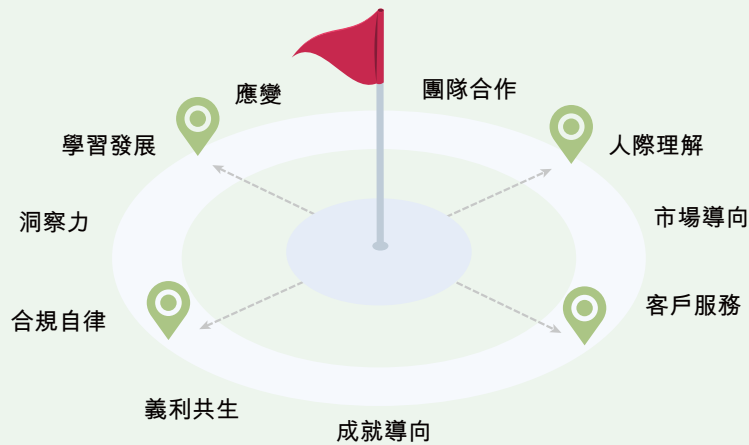 應變
團隊合作
學習發展
人際理解
洞察力
市場導向
合規自律
客戶服務
義利共生
成就導向